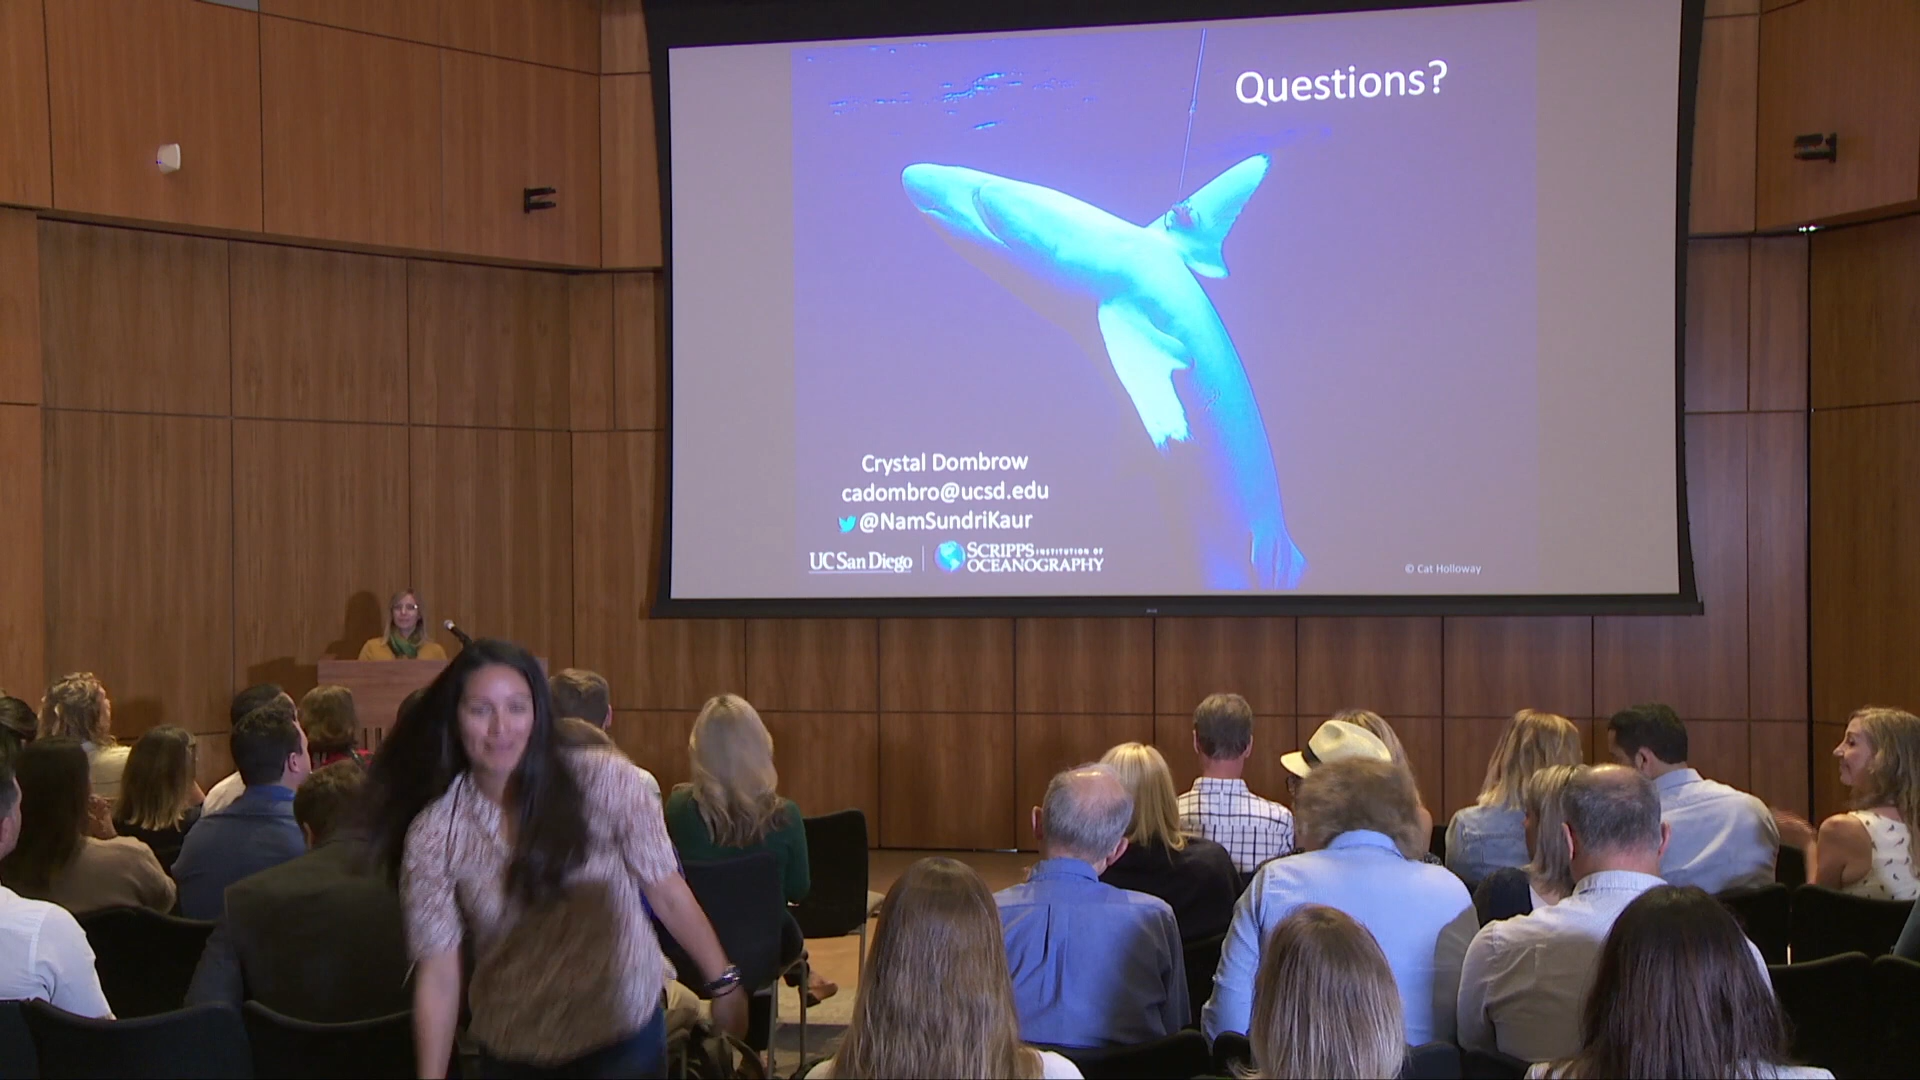 Questions?
Crystal Dombrow
cadombro@ucsd.edu
@NamSundriKaur
UC San Diego
SCRIPPS INSTITUTION OF
OCEANOGRAPHY
© Cat Holloway